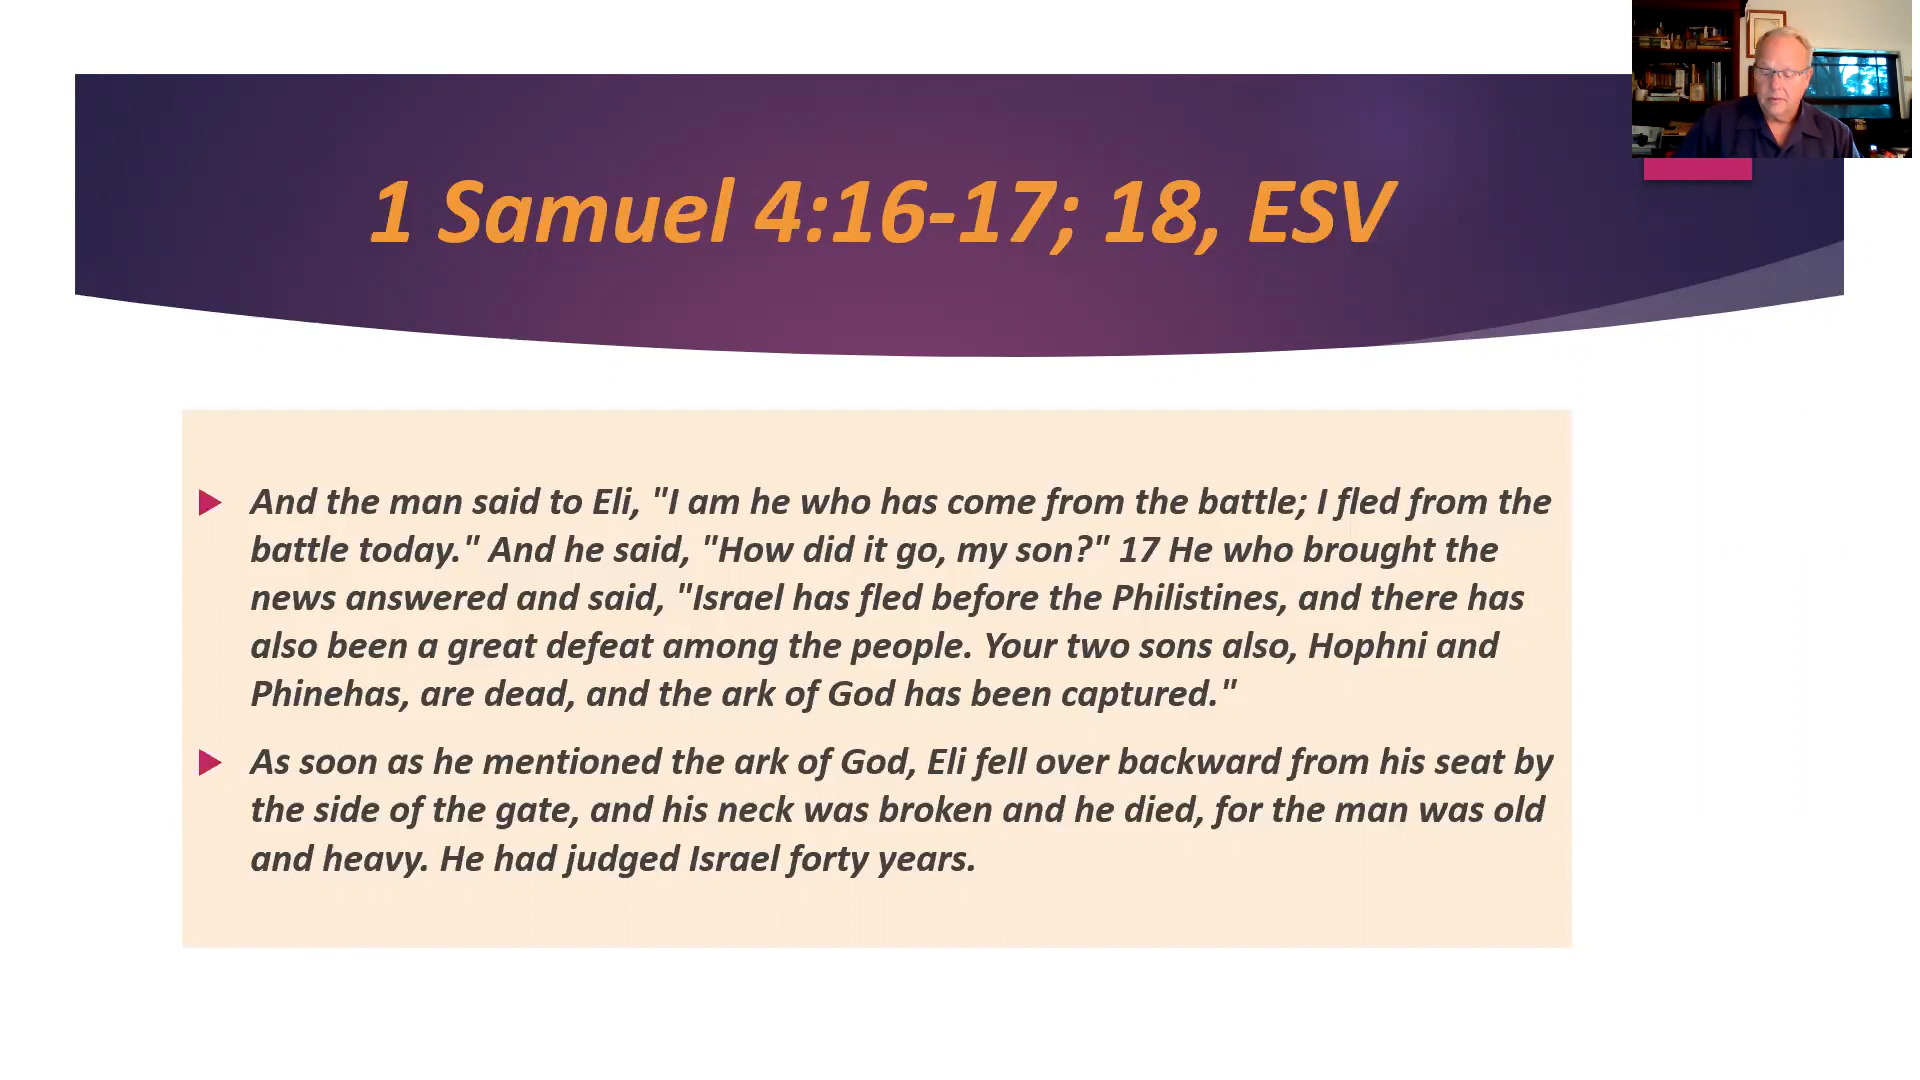 1 Samuel 4:16-17; 18, ESV
And the man said to Eli, "I am he who has come from the battle; I fled from the
battle today." And he said, "How did it go, my son?" 17 He who brought the
news answered and said, "Israel has fled before the Philistines, and there has
also been a great defeat among the people. Your two sons also, Hophni and
Phinehas, are dead, and the ark of God has been captured."
As soon as he mentioned the ark of God, Eli fell over backward from his seat by
the side of the gate, and his neck was broken and he died, for the man was old
and heavy. He had judged Israel forty years.